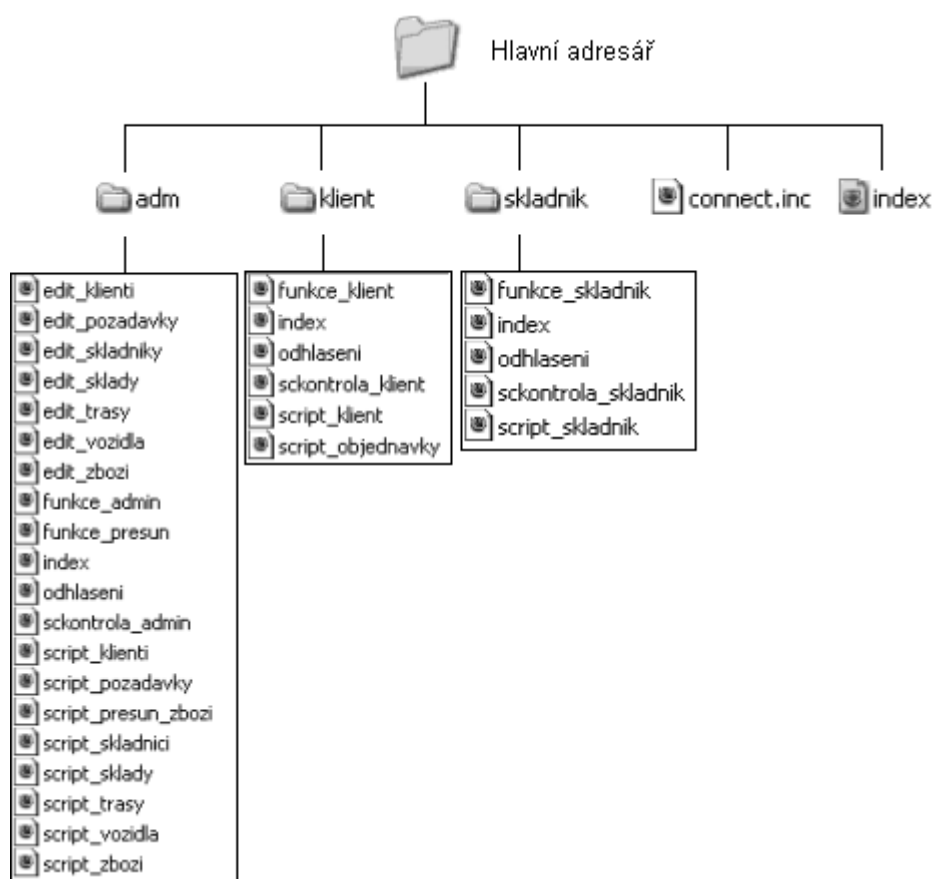 Hlavní adresář
adm
klient
skladnik
connect.inc
index
edit_klienti
edit_pozadavky
edit_skladníky
edit_sklady
edit_trasy
edit_vozidla
edit_zbozi
funkce_admin
funkce_presun
index
odhlaseni
sckontrola_admin
script_klienti
script_pozadavky
script_presun_zbozi
script_skladnici
script_sklady
script_trasy
script_vozidla
script_zbozi
funkce_klient
index
odhlaseni
sckontrola_klient
script_klient
script_objednavky
funkce_skladnik
index
odhlaseni
sckontrola_skladnik
script_skladnik